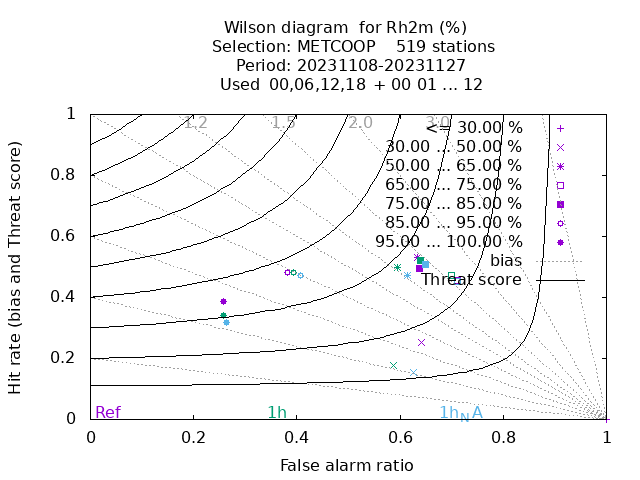 Wilson diagram  for Rh2m (%)
Selection: METCOOP    519 stations
Period: 20231108-20231127
Used  00,06,12,18  + 00 01 ... 12
1.2 1.5 2.0 3.0
<= 30.00 %
30.00 ... 50.00 %
50.00 ... 65.00 %
65.00 ... 75.00 %
75.00 ... 85.00 %
85.00 ... 95.00 %
95.00 ... 100.00 %
bias
Threat score
Hit rate (bias and Threat score)
1
0.8
0.6
0.4
0.2
0
Ref 1h 1h_NA
0 0.2 0.4 0.6 0.8 1
False alarm ratio